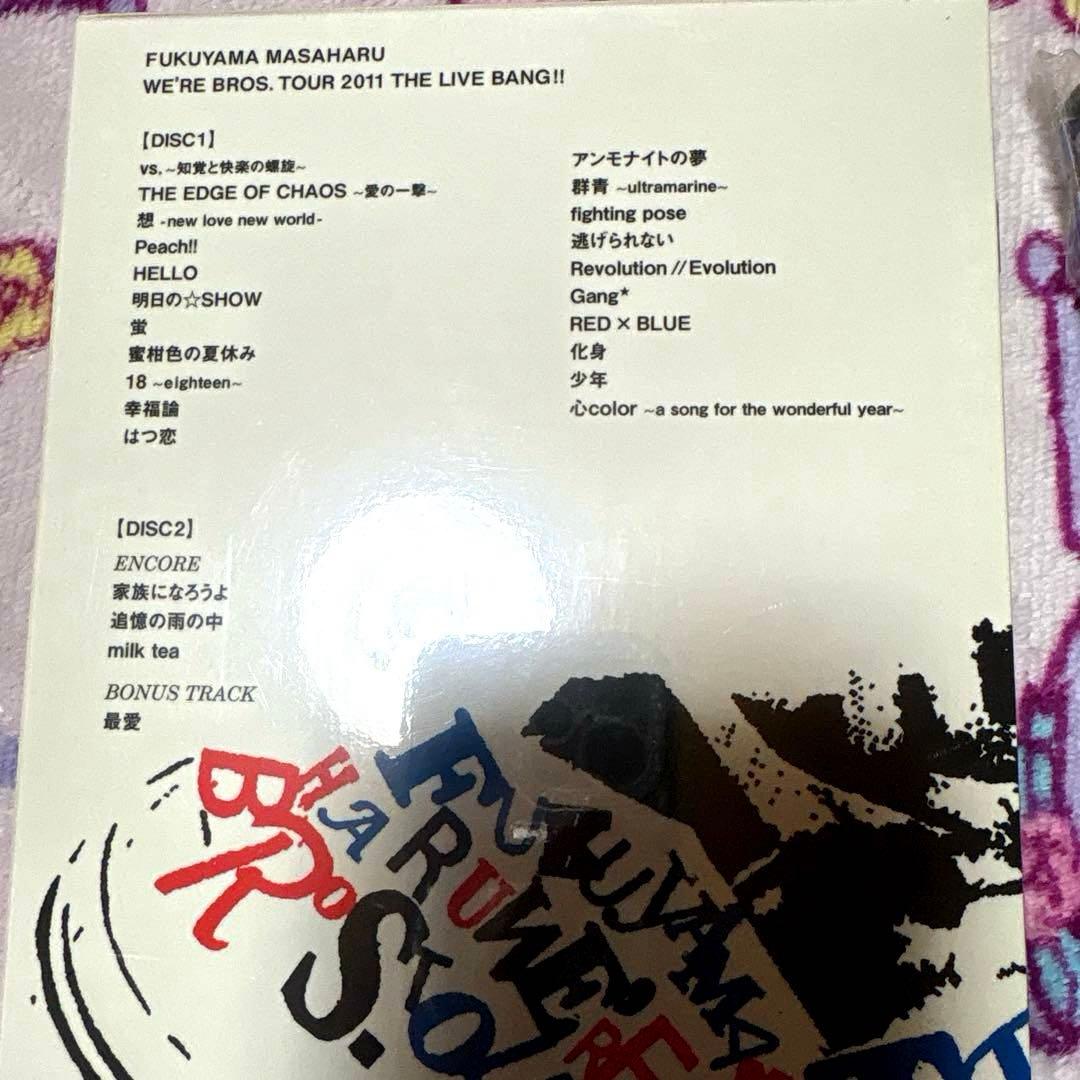 FUKUYAMA MASAHARU
WE'RE BROS. TOUR 2011 THE LIVE BANG!!
【DISC1】
vs. ~知覚と快楽の螺旋~
THE EDGE OF CHAOS ~愛の一撃~
想 -new love new world-
Peach!!
HELLO
明日の☆SHOW
蛍
蜜柑色の夏休み
18 ~eighteen~
幸福論
はつ恋
アンモナイトの夢
群青 ~ultramarine~
fighting pose
逃げられない
Revolution//Evolution
Gang★
RED×BLUE
化身
少年
心color ~a song for the wonderful year~
【DISC2】
ENCORE
家族になろうよ
追憶の雨の中
milk tea
BONUS TRACK
最愛
FUKUYAMA
HARU
WE'RE
BROS.